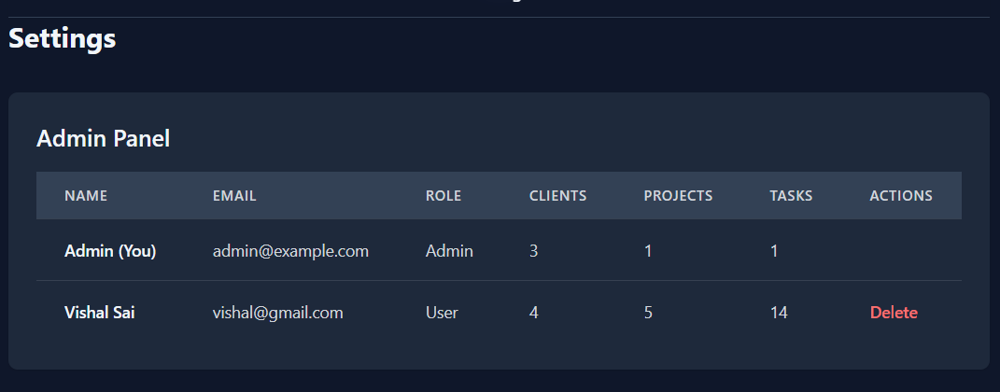 Settings
Admin Panel
NAME EMAIL ROLE CLIENTS PROJECTS TASKS ACTIONS
Admin (You) admin@example.com Admin 3 1 1
Vishal Sai vishal@gmail.com User 4 5 14 Delete